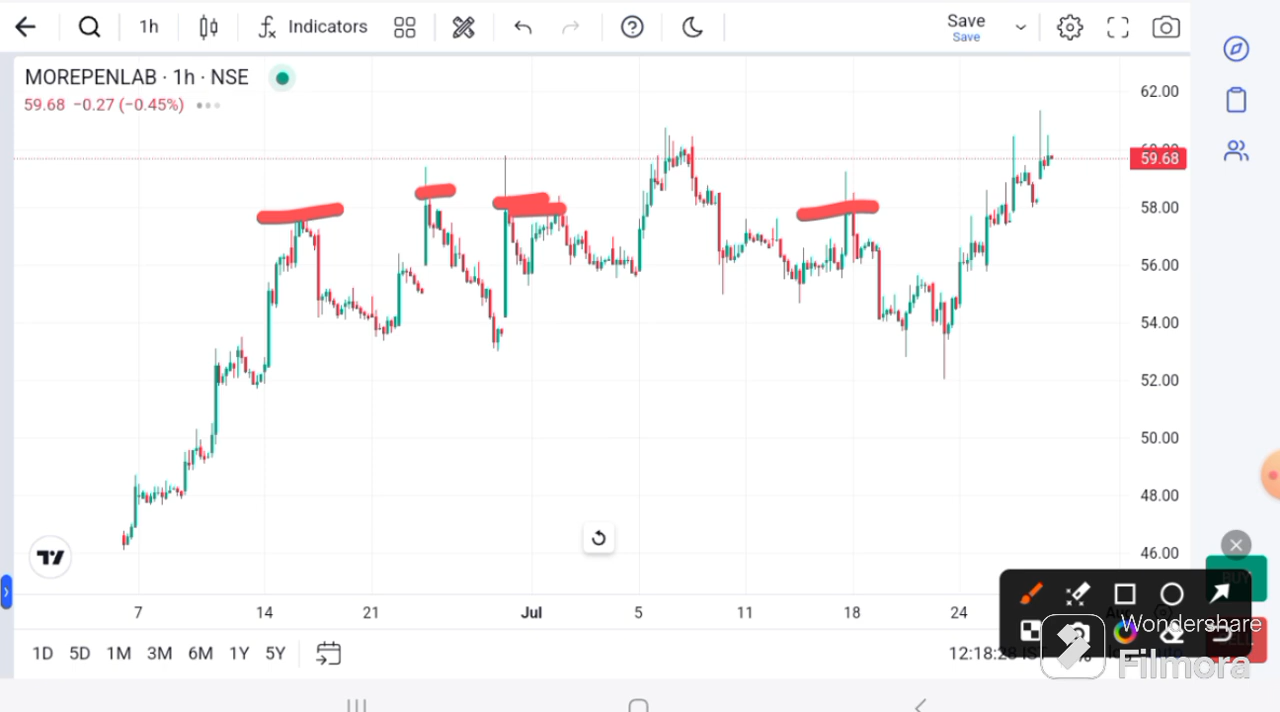 1h
Indicators
Save
Save
MOREPENLAB · 1h · NSE
59.68 −0.27 (−0.45%)
62.00
59.68
58.00
56.00
54.00
52.00
50.00
48.00
46.00
7 14 21 Jul 5 11 18 24
1D 5D 1M 3M 6M 1Y 5Y
12:18:28 IST
Wondershare
Filmora